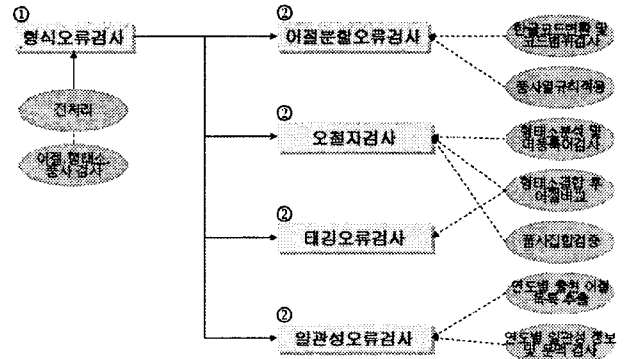 ①
형식오류검사
전처리
어절 형태소
품사 검사
②
어절분할오류검사
②
오철자검사
②
태깅오류검사
②
일관성오류검사
한글코드변환 및
코드범위검사
품사열규칙적용
형태소분석 및
미등록어검사
형태소결합 후
어절비교
품사집합검증
연도별 출현 어절
목록 추출
연도별 일관성 정보
및 문맥 검사